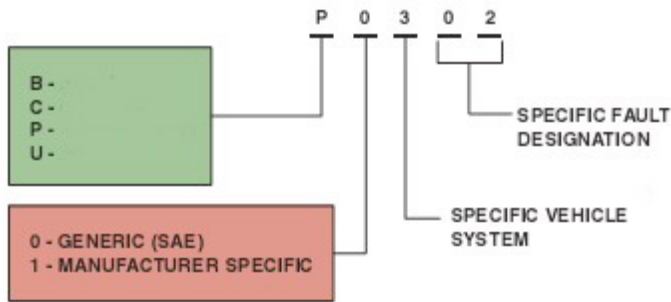 P 0 3 0 2
B -
C -
P -
U -
SPECIFIC FAULT
DESIGNATION
SPECIFIC VEHICLE
SYSTEM
0 - GENERIC (SAE)
1 - MANUFACTURER SPECIFIC